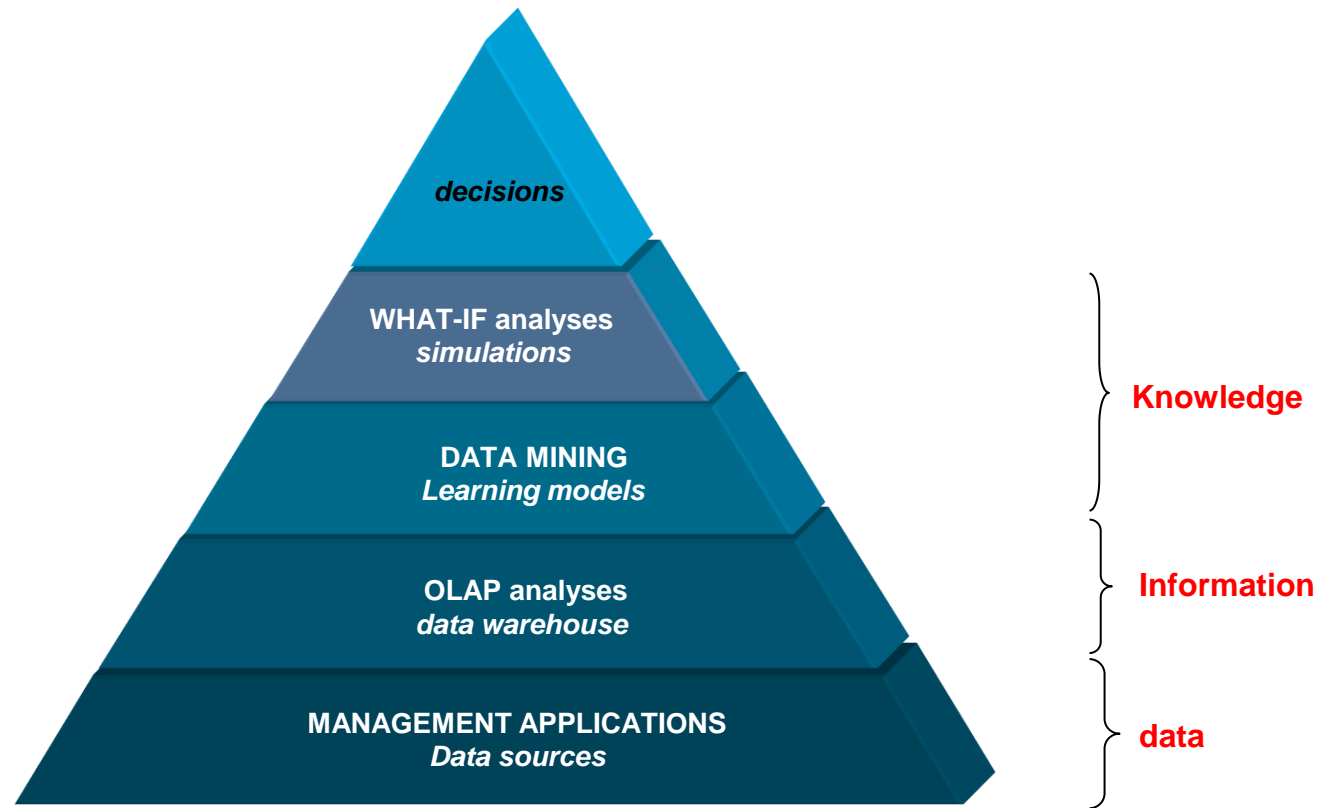 decisions
WHAT-IF analyses
simulations
Knowledge
DATA MINING
Learning models
OLAP analyses
data warehouse
Information
MANAGEMENT APPLICATIONS
Data sources
data